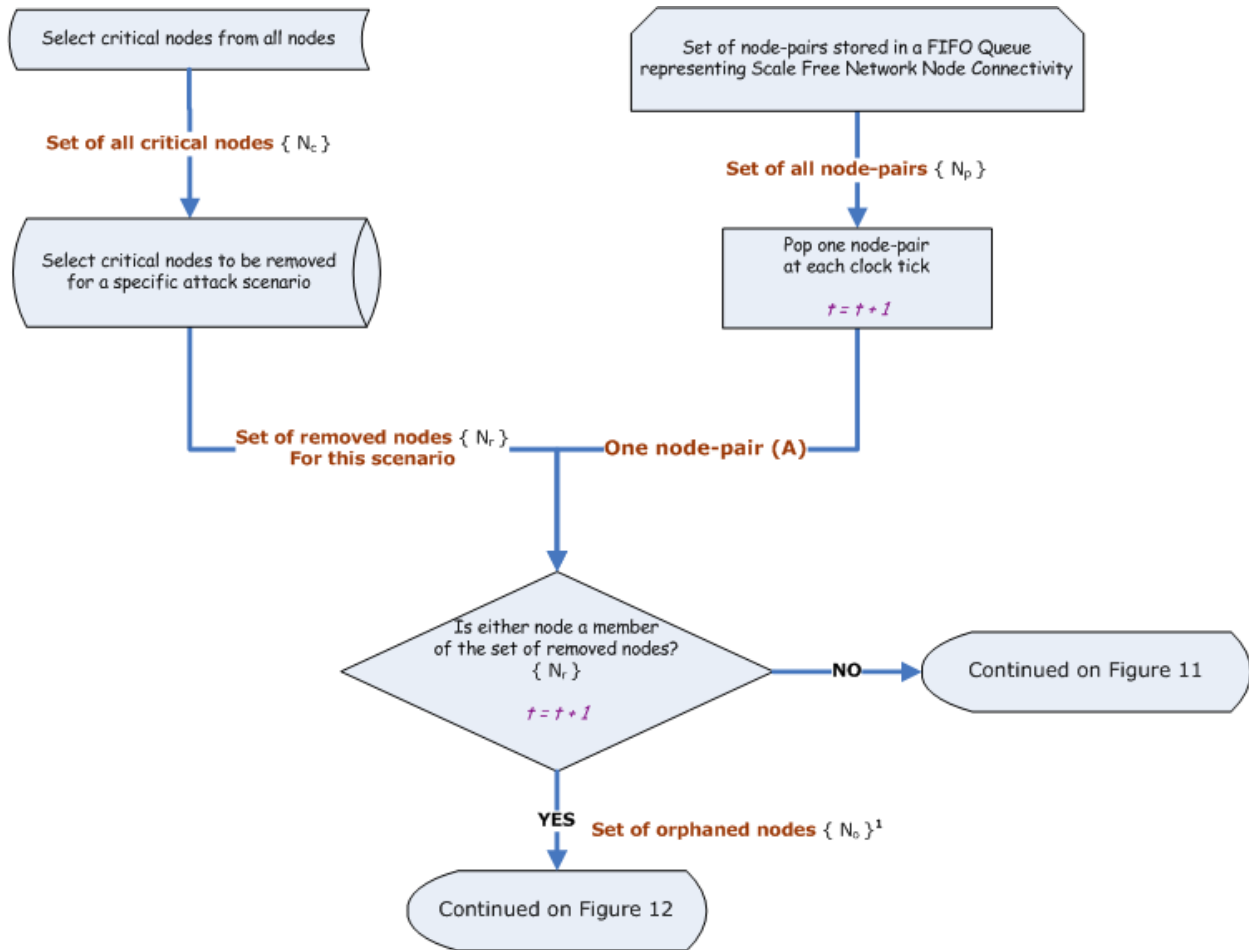 Select critical nodes from all nodes
Set of node-pairs stored in a FIFO Queue
representing Scale Free Network Node Connectivity
Set of all critical nodes { Nc }
Set of all node-pairs { Np }
Select critical nodes to be removed
for a specific attack scenario
Pop one node-pair
at each clock tick
t = t + 1
Set of removed nodes { Nr }
For this scenario
One node-pair (A)
Is either node a member
of the set of removed nodes?
{ Nr }
t = t + 1
NO
Continued on Figure 11
YES
Set of orphaned nodes { No }1
Continued on Figure 12